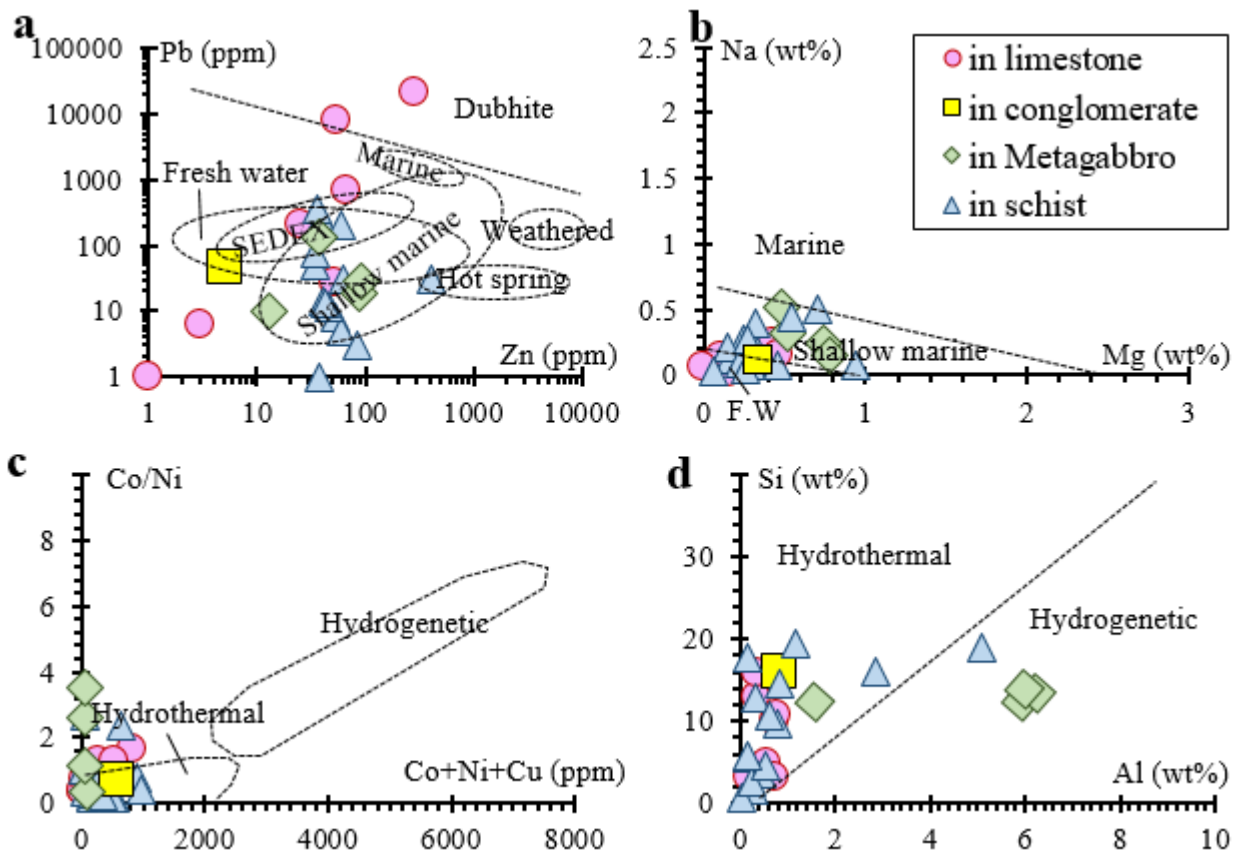 a
Pb (ppm)
100000
10000
1000
100
10
1
Dubhite
Marine
Fresh water
SEDEX
Shallow marine
Weathered
Hot spring
Zn (ppm)
1
10
100
1000
10000
b
Na (wt%)
2.5
2
1.5
1
0.5
0
in limestone
in conglomerate
in Metagabbro
in schist
Marine
Shallow marine
Mg (wt%)
F.W
0
1
2
3
c
Co/Ni
8
6
4
2
0
Hydrogenetic
Hydrothermal
Co+Ni+Cu (ppm)
0
2000
4000
6000
8000
d
Si (wt%)
30
20
10
0
Hydrothermal
Hydrogenetic
Al (wt%)
0
2
4
6
8
10